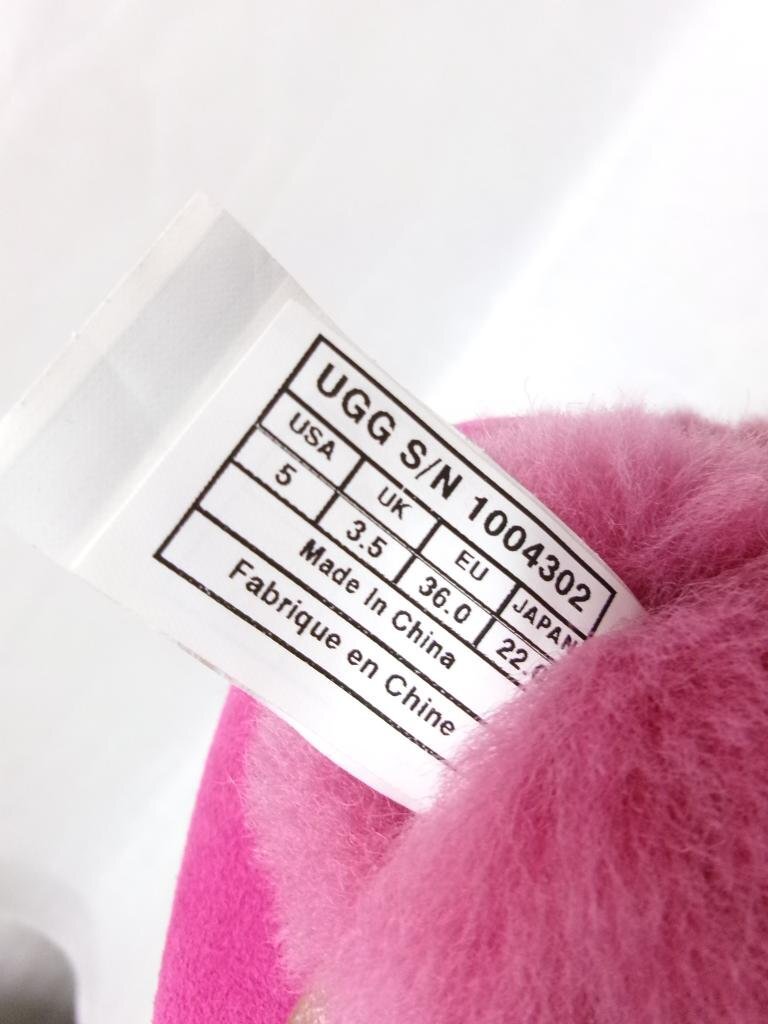 UGG S/N 1004302
USA UK EU JAPAN
5 3.5 36.0
Made In China
Fabrique en Chine